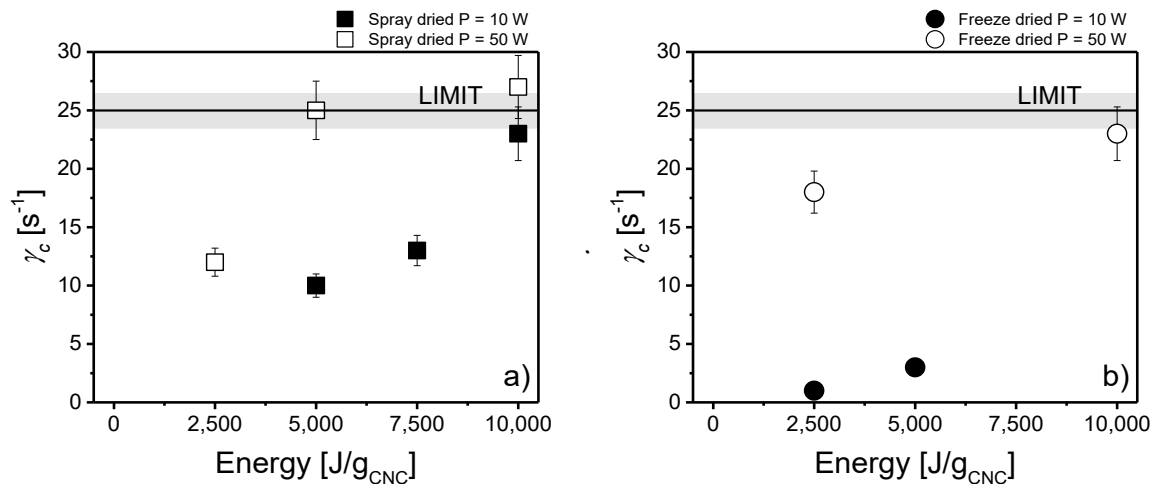 Spray dried P = 10 W
Spray dried P = 50 W
30
25
20
15
10
5
0
γc [s-1]
LIMIT
a)
0
2,500
5,000
7,500
10,000
Energy [J/gCNC]
Freeze dried P = 10 W
Freeze dried P = 50 W
30
25
20
15
10
5
0
γc [s-1]
LIMIT
b)
0
2,500
5,000
7,500
10,000
Energy [J/gCNC]